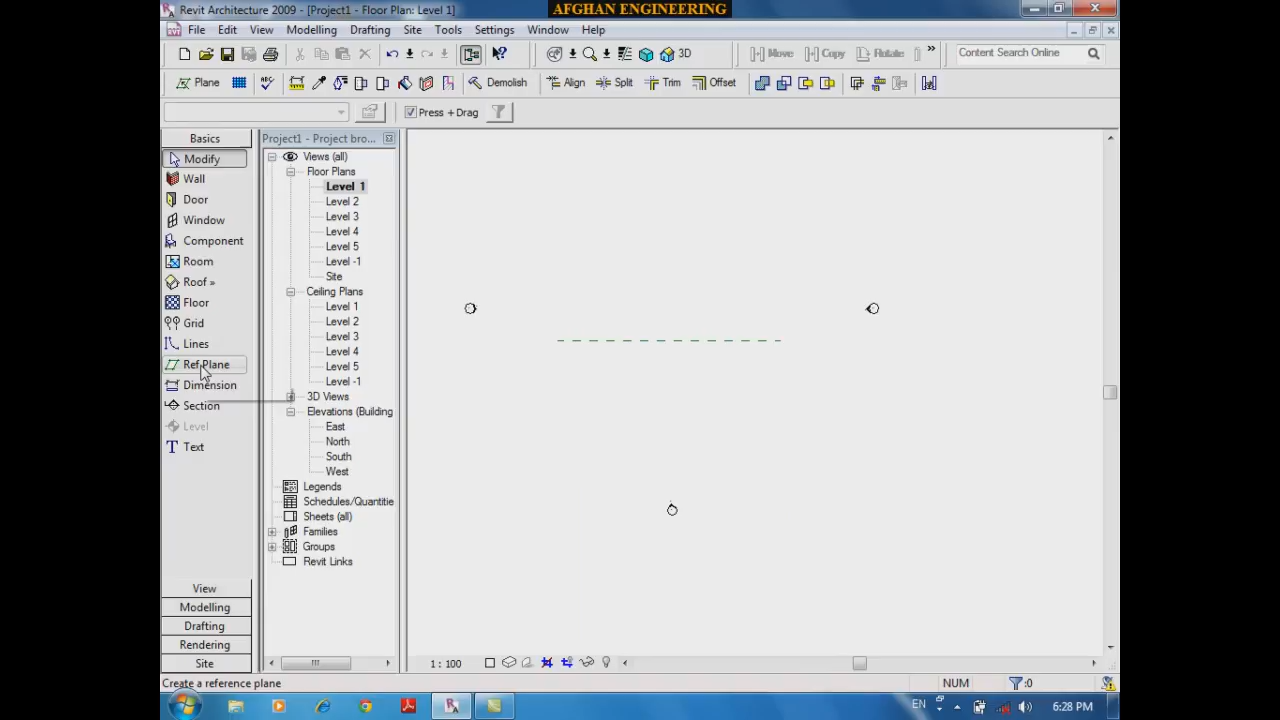 AFGHAN ENGINEERING
Revit Architecture 2009 - [Project1 - Floor Plan: Level 1]
File Edit View Modelling Drafting Site Tools Settings Window Help
3D Move Copy Rotate » Content Search Online
Plane Demolish Align Split Trim Offset
Press + Drag
Basics
Modify
Wall
Door
Window
Component
Room
Roof »
Floor
Grid
Lines
Ref Plane
Dimension
Section
Level
Text
View
Modelling
Drafting
Rendering
Site
Project1 - Project bro...
Views (all)
Floor Plans
Level 1
Level 2
Level 3
Level 4
Level 5
Level -1
Site
Ceiling Plans
Level 1
Level 2
Level 3
Level 4
Level 5
Level -1
3D Views
Elevations (Building
East
North
South
West
Legends
Schedules/Quantitie
Sheets (all)
Families
Groups
Revit Links
1 : 100
Create a reference plane
NUM
:0
EN
6:28 PM